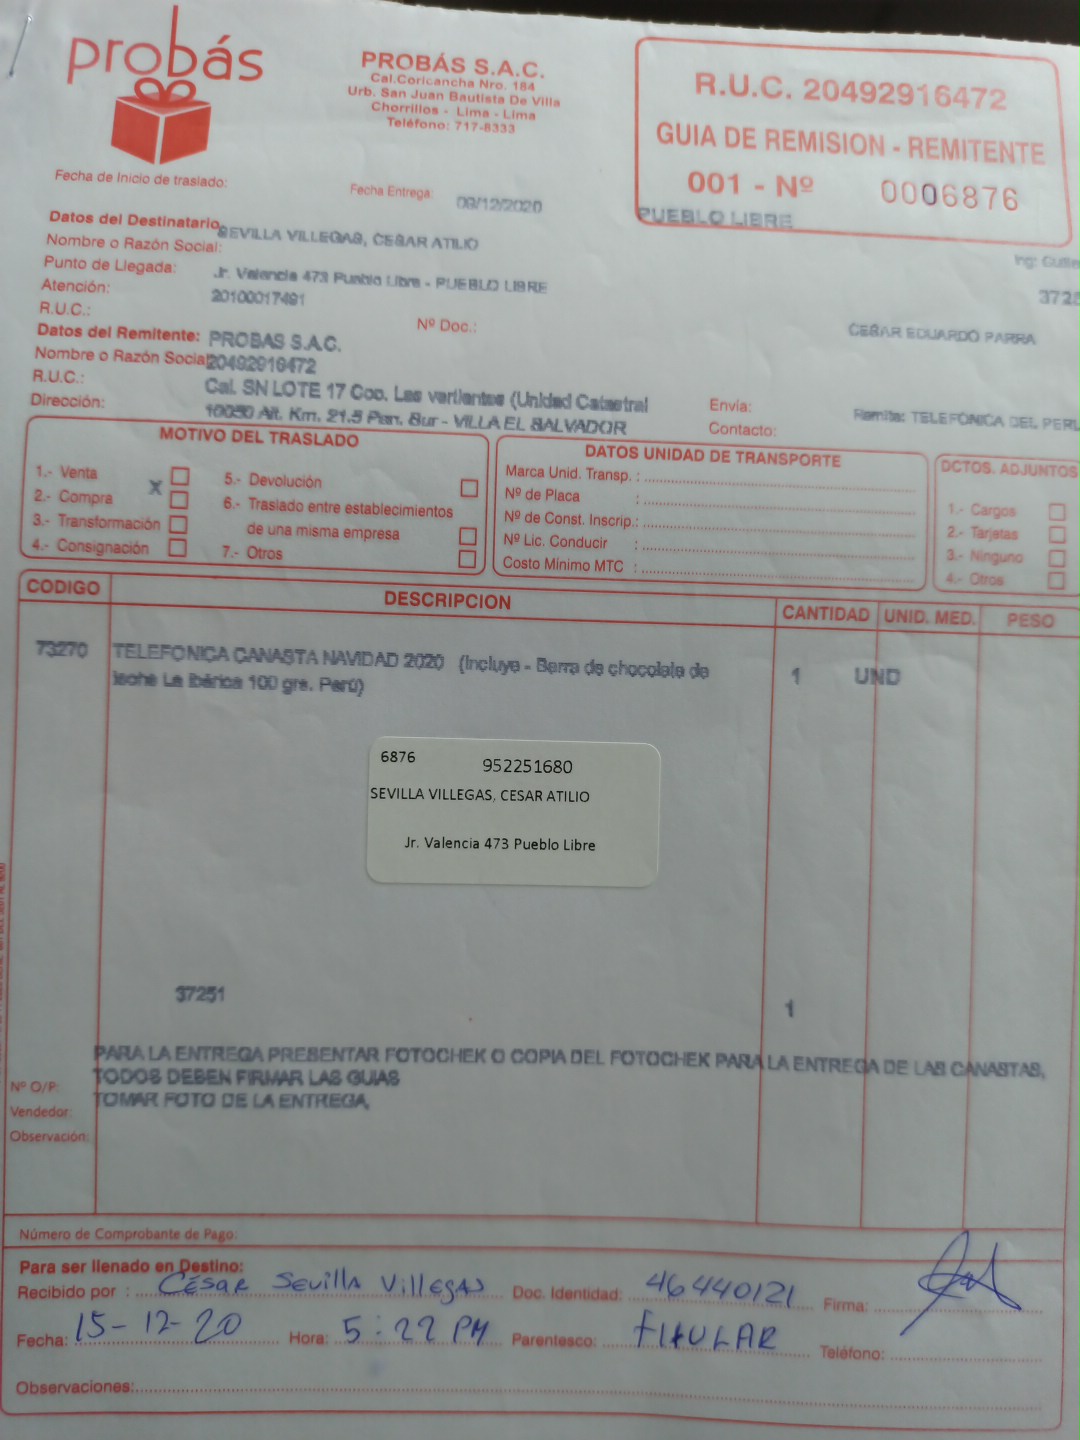 probás
PROBÁS S.A.C.
Cal.Coricancha Nro. 184
Urb. San Juan Bautista De Villa
Chorrillos - Lima - Lima
Teléfono: 717-8333
R.U.C. 20492916472
GUIA DE REMISION - REMITENTE
001 - Nº 0006876
PUEBLO LIBRE
Fecha de Inicio de traslado:
Fecha Entrega: 09/12/2020
Datos del Destinatario
Nombre o Razón Social: SEVILLA VILLEGAS, CESAR ATILIO
Punto de Llegada: Jr. Valencia 473 Pueblo Libre - PUEBLO LIBRE
Atención: 20100017491
R.U.C.:
Nº Doc.:
Ing:
3725
CESAR EDUARDO PARRA
Datos del Remitente: PROBAS S.A.C.
Nombre o Razón Social 20492916472
R.U.C.: Cal. SN LOTE 17 Coo. Las vertientes (Unidad Catastral
Dirección: 10050 Alt. Km. 21.5 Pan. Sur - VILLA EL SALVADOR
Envía: Remite: TELEFÓNICA DEL PERU
Contacto:
MOTIVO DEL TRASLADO
1.- Venta
2.- Compra X
3.- Transformación
4.- Consignación
5.- Devolución
6.- Traslado entre establecimientos
de una misma empresa
7.- Otros
DATOS UNIDAD DE TRANSPORTE
Marca Unid. Transp. :
Nº de Placa :
Nº de Const. Inscrip.:
Nº Lic. Conducir :
Costo Mínimo MTC :
DCTOS. ADJUNTOS
1.- Cargos
2.- Tarjetas
3.- Ninguno
4.- Otros
CODIGO DESCRIPCION CANTIDAD UNID. MED. PESO
73270 TELEFONICA CANASTA NAVIDAD 2020 (Incluye - Barra de chocolate de
leche La Ibérica 100 grs. Perú) 1 UND
6876 952251680
SEVILLA VILLEGAS, CESAR ATILIO
Jr. Valencia 473 Pueblo Libre
37251 1
PARA LA ENTREGA PRESENTAR FOTOCHEK O COPIA DEL FOTOCHEK PARA LA ENTREGA DE LAS CANASTAS,
TODOS DEBEN FIRMAR LAS GUIAS
TOMAR FOTO DE LA ENTREGA,
Nº O/P:
Vendedor:
Observación:
Número de Comprobante de Pago:
Para ser llenado en Destino:
Recibido por : César Sevilla Villegas Doc. Identidad: 46440121 Firma:
Fecha: 15-12-20 Hora: 5:22 PM Parentesco: TITULAR Teléfono:
Observaciones: